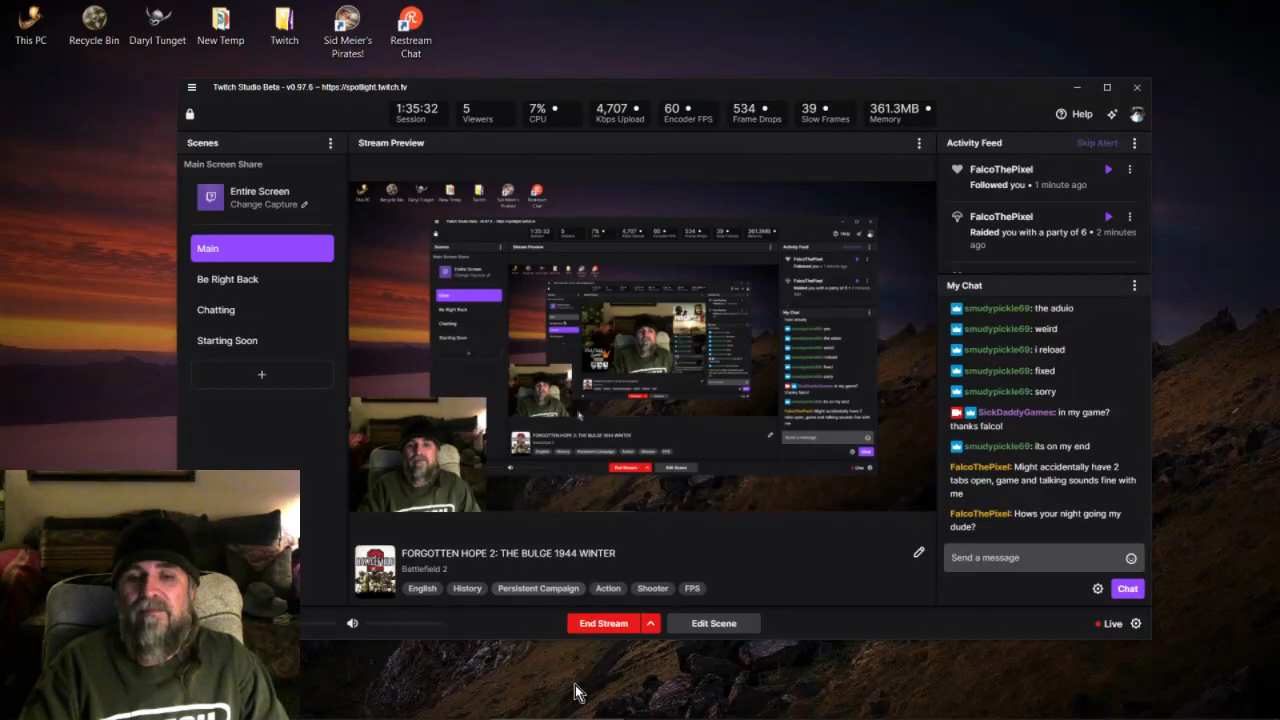 This PC
Recycle Bin
Daryl Tunget
New Temp
Twitch
Sid Meier's
Pirates!
Restream
Chat
Twitch Studio Beta - v0.97.6 – https://spotlight.twitch.tv
1:35:32
Session
5
Viewers
7%
CPU
4,707
Kbps Upload
60
Encoder FPS
534
Frame Drops
39
Slow Frames
361.3MB
Memory
Help
Scenes
Main Screen Share
Entire Screen
Change Capture
Main
Be Right Back
Chatting
Starting Soon
+
Stream Preview
FORGOTTEN HOPE 2: THE BULGE 1944 WINTER
Battlefield 2
English
History
Persistent Campaign
Action
Shooter
FPS
End Stream
Edit Scene
Activity Feed
Skip Alert
FalcoThePixel
Followed you • 1 minute ago
FalcoThePixel
Raided you with a party of 6 • 2 minutes
ago
My Chat
smudypickle69: the aduio
smudypickle69: weird
smudypickle69: i reload
smudypickle69: fixed
smudypickle69: sorry
SickDaddyGames: in my game?
thanks falco!
smudypickle69: its on my end
FalcoThePixel: Might accidentally have 2
tabs open, game and talking sounds fine with
me
FalcoThePixel: Hows your night going my
dude?
Send a message
Chat
Live